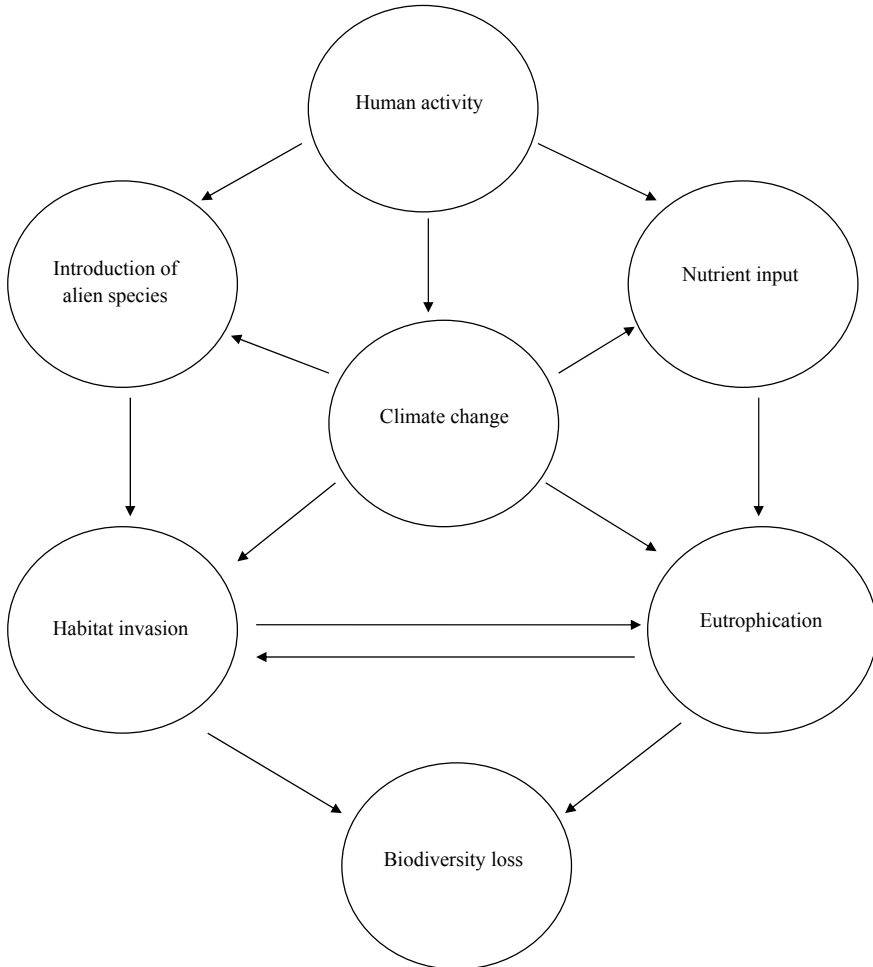 Human activity
Introduction of
alien species
Nutrient input
Climate change
Habitat invasion
Eutrophication
Biodiversity loss